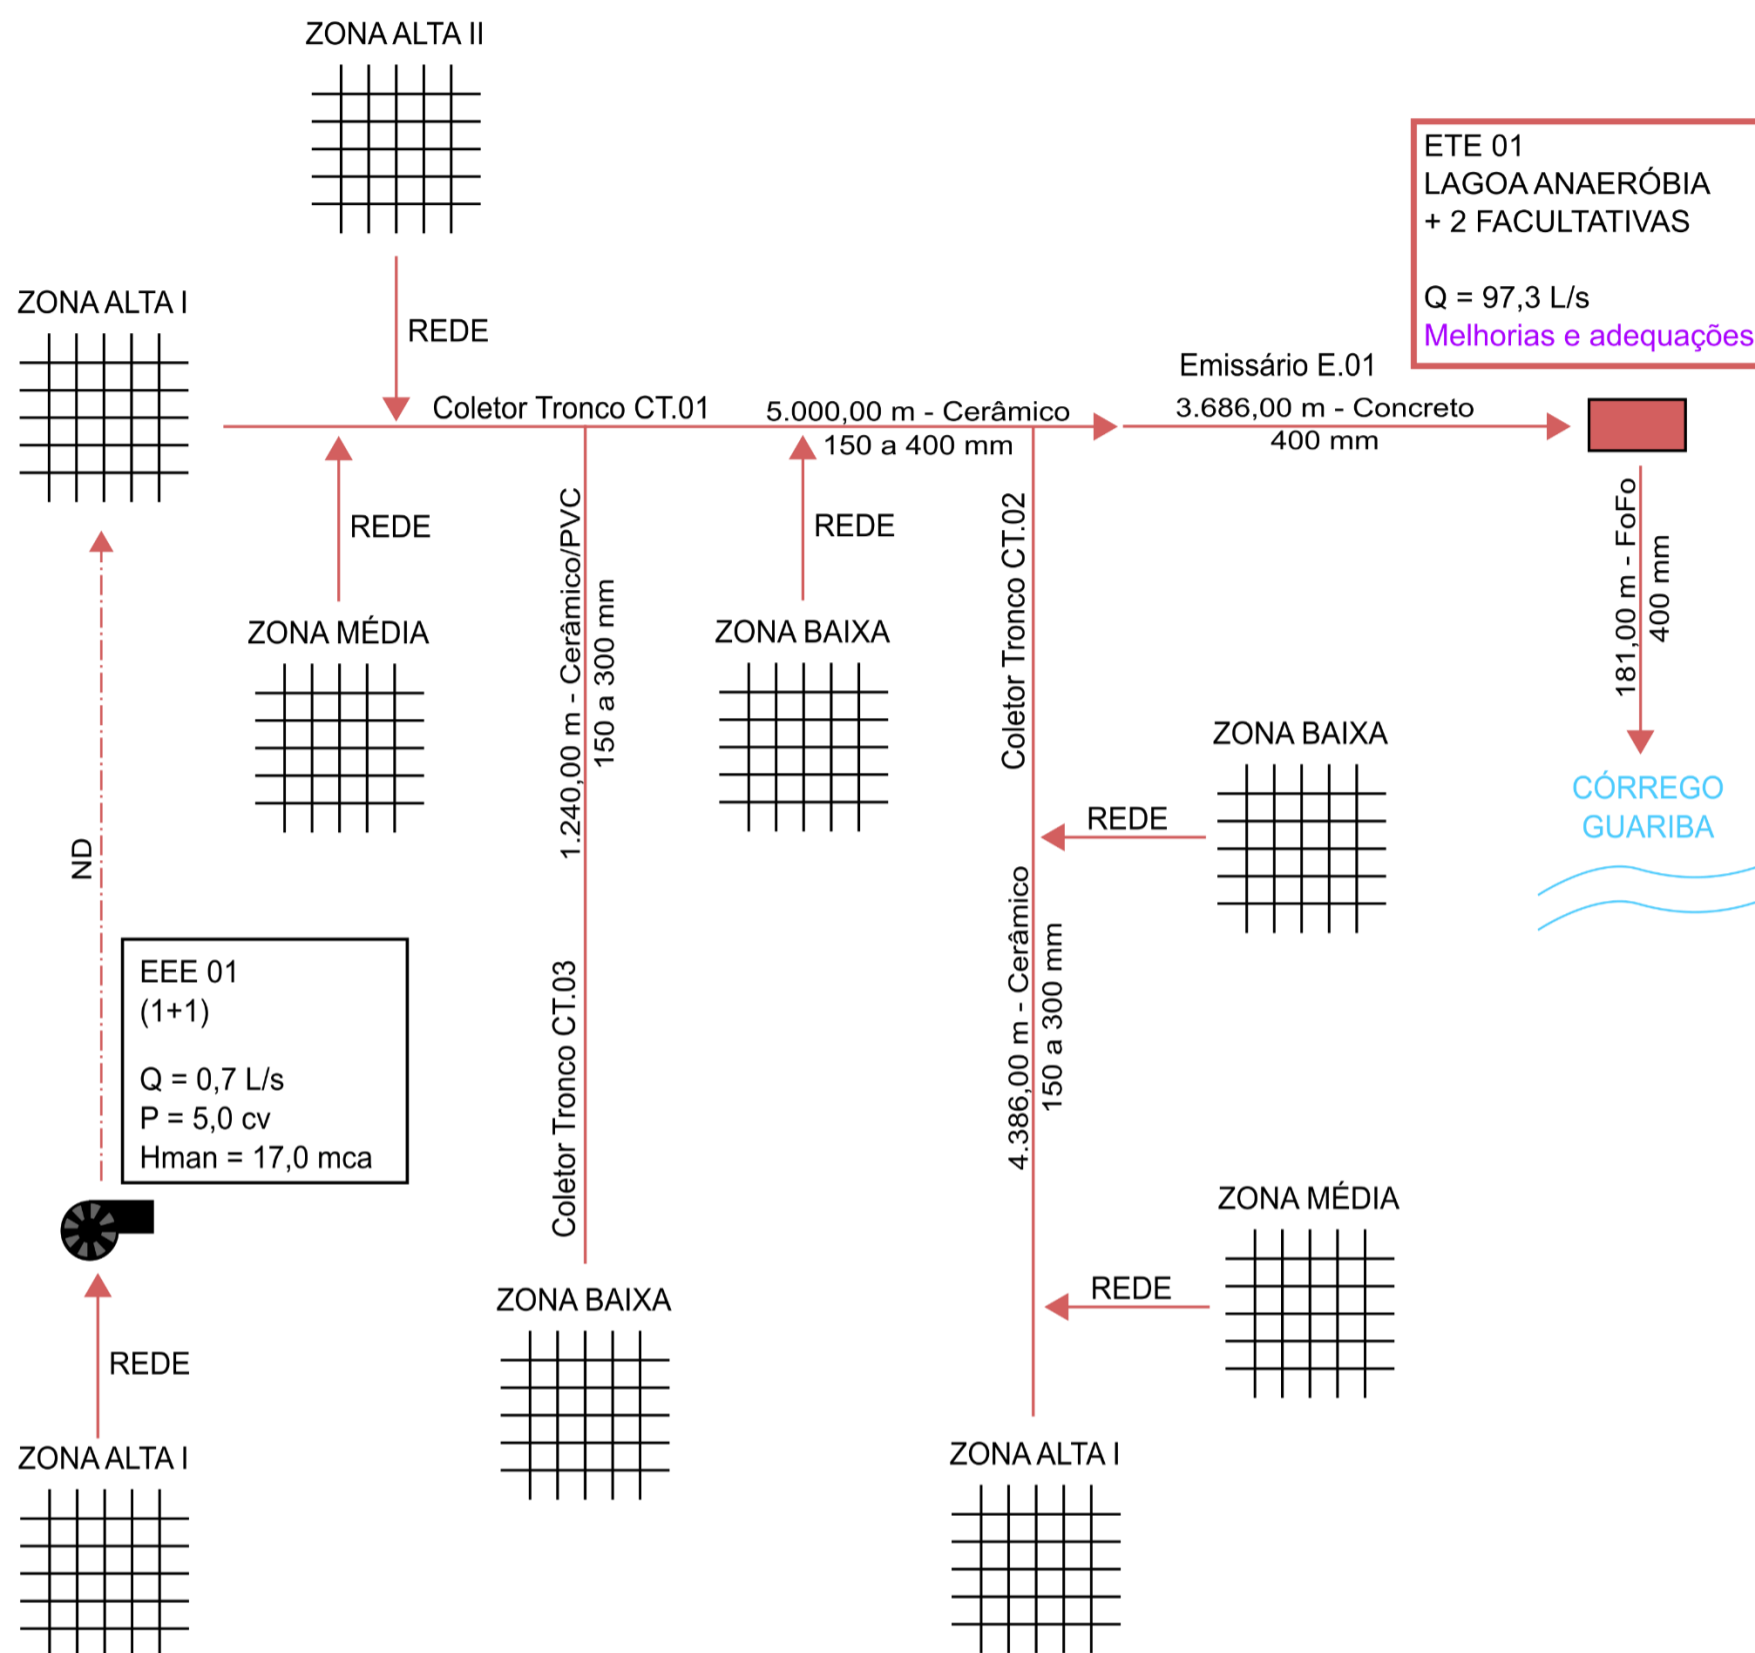 ZONA ALTA II
ETE 01
LAGOA ANAERÓBIA
+ 2 FACULTATIVAS
Q = 97,3 L/s
Melhorias e adequações
ZONA ALTA I
REDE
Emissário E.01
Coletor Tronco CT.01
5.000,00 m - Cerâmico
150 a 400 mm
3.686,00 m - Concreto
400 mm
REDE
REDE
ZONA MÉDIA
ZONA BAIXA
1.240,00 m - Cerâmico/PVC
150 a 300 mm
Coletor Tronco CT.03
Coletor Tronco CT.02
4.386,00 m - Cerâmico
150 a 300 mm
181,00 m - FoFo
400 mm
ZONA BAIXA
REDE
CÓRREGO
GUARIBA
ND
EEE 01
(1+1)
Q = 0,7 L/s
P = 5,0 cv
Hman = 17,0 mca
ZONA MÉDIA
REDE
ZONA BAIXA
REDE
ZONA ALTA I
ZONA ALTA I